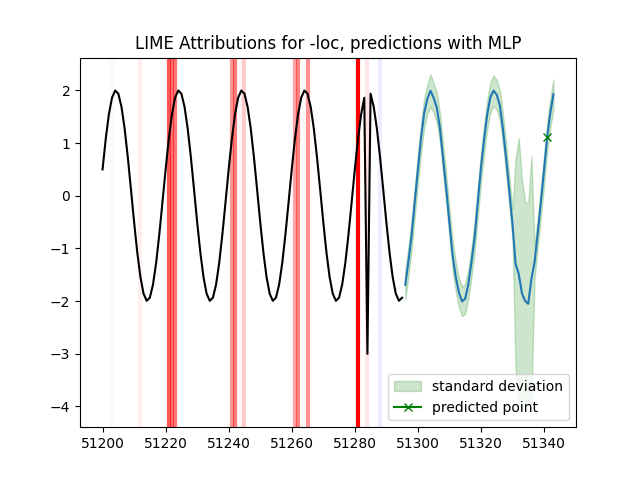 LIME Attributions for -loc, predictions with MLP
2
1
0
−1
−2
−3
−4
standard deviation
predicted point
51200 51220 51240 51260 51280 51300 51320 51340